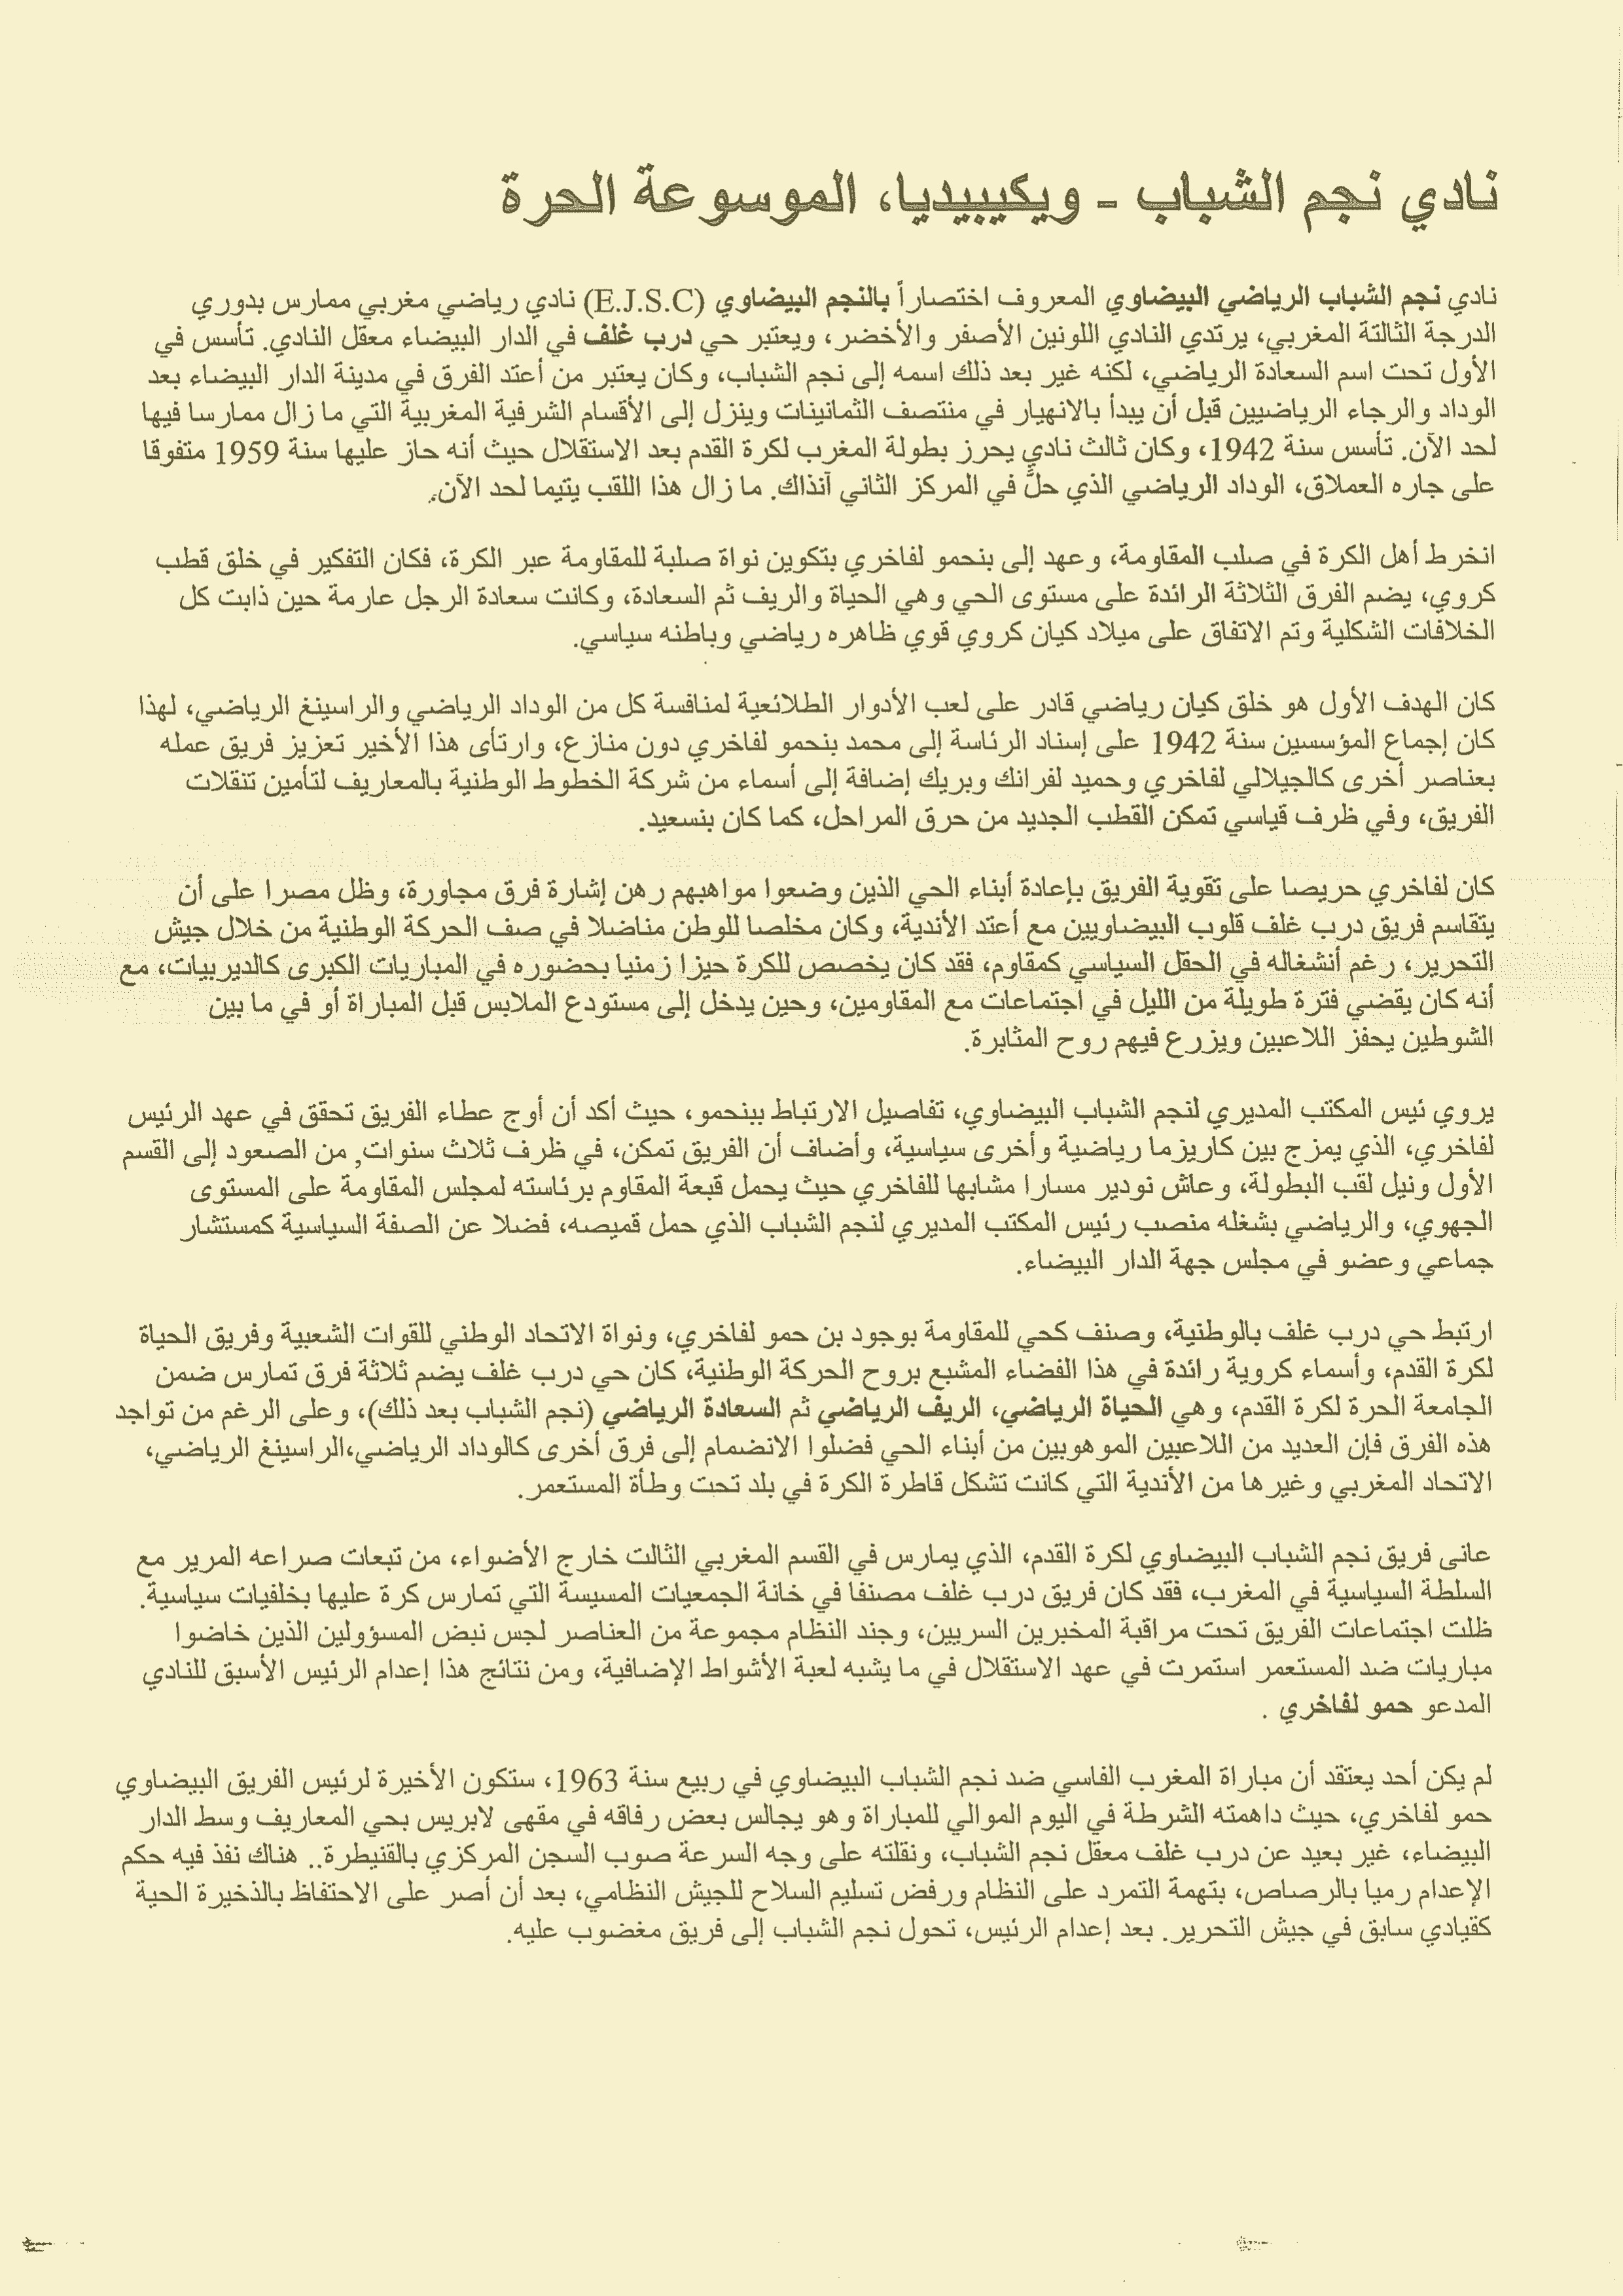 نادي نجم الشباب - ويكيبيديا، الموسوعة الحرة
نادي نجم الشباب الرياضي البيضاوي المعروف اختصاراً بالنجم البيضاوي (E.J.S.C) نادي رياضي مغربي ممارس بدوري
الدرجة الثالتة المغربي، يرتدي النادي اللونين الأصفر والأخضر، ويعتبر حي درب غلف في الدار البيضاء معقل النادي. تأسس في
الأول تحت اسم السعادة الرياضي، لكنه غير بعد ذلك اسمه إلى نجم الشباب، وكان يعتبر من أعتد الفرق في مدينة الدار البيضاء بعد
الوداد والرجاء الرياضيين قبل أن يبدأ بالانهيار في منتصف الثمانينات وينزل إلى الأقسام الشرفية المغربية التي ما زال ممارسا فيها
لحد الآن. تأسس سنة 1942، وكان ثالث نادي يحرز بطولة المغرب لكرة القدم بعد الاستقلال حيث أنه حاز عليها سنة 1959 متفوقا
على جاره العملاق، الوداد الرياضي الذي حلَّ في المركز الثاني آنذاك. ما زال هذا اللقب يتيما لحد الآن.
انخرط أهل الكرة في صلب المقاومة، وعهد إلى بنحمو لفاخري بتكوين نواة صلبة للمقاومة عبر الكرة، فكان التفكير في خلق قطب
كروي، يضم الفرق الثلاثة الرائدة على مستوى الحي وهي الحياة والريف ثم السعادة، وكانت سعادة الرجل عارمة حين ذابت كل
الخلافات الشكلية وتم الاتفاق على ميلاد كيان كروي قوي ظاهره رياضي وباطنه سياسي.
كان الهدف الأول هو خلق كيان رياضي قادر على لعب الأدوار الطلائعية لمنافسة كل من الوداد الرياضي والراسينغ الرياضي، لهذا
كان إجماع المؤسسين سنة 1942 على إسناد الرئاسة إلى محمد بنحمو لفاخري دون منازع، وارتأى هذا الأخير تعزيز فريق عمله
بعناصر أخرى كالجيلالي لفاخري وحميد لفرانك وبريك إضافة إلى أسماء من شركة الخطوط الوطنية بالمعاريف لتأمين تنقلات
الفريق، وفي ظرف قياسي تمكن القطب الجديد من حرق المراحل، كما كان بنسعيد.
كان لفاخري حريصا على تقوية الفريق بإعادة أبناء الحي الذين وضعوا مواهبهم رهن إشارة فرق مجاورة، وظل مصرا على أن
يتقاسم فريق درب غلف قلوب البيضاويين مع أعتد الأندية، وكان مخلصا للوطن مناضلا في صف الحركة الوطنية من خلال جيش
التحرير، رغم أنشغاله في الحقل السياسي كمقاوم، فقد كان يخصص للكرة حيزا زمنيا بحضوره في المباريات الكبرى كالديربيات، مع
أنه كان يقضي فترة طويلة من الليل في اجتماعات مع المقاومين، وحين يدخل إلى مستودع الملابس قبل المباراة أو في ما بين
الشوطين يحفز اللاعبين ويزرع فيهم روح المثابرة.
يروي ئيس المكتب المديري لنجم الشباب البيضاوي، تفاصيل الارتباط ببنحمو، حيث أكد أن أوج عطاء الفريق تحقق في عهد الرئيس
لفاخري، الذي يمزج بين كاريزما رياضية وأخرى سياسية، وأضاف أن الفريق تمكن، في ظرف ثلاث سنوات, من الصعود إلى القسم
الأول ونيل لقب البطولة، وعاش نودير مسارا مشابها للفاخري حيث يحمل قبعة المقاوم برئاسته لمجلس المقاومة على المستوى
الجهوي، والرياضي بشغله منصب رئيس المكتب المديري لنجم الشباب الذي حمل قميصه، فضلا عن الصفة السياسية كمستشار
جماعي وعضو في مجلس جهة الدار البيضاء.
ارتبط حي درب غلف بالوطنية، وصنف كحي للمقاومة بوجود بن حمو لفاخري، ونواة الاتحاد الوطني للقوات الشعبية وفريق الحياة
لكرة القدم، وأسماء كروية رائدة في هذا الفضاء المشبع بروح الحركة الوطنية، كان حي درب غلف يضم ثلاثة فرق تمارس ضمن
الجامعة الحرة لكرة القدم، وهي الحياة الرياضي، الريف الرياضي ثم السعادة الرياضي (نجم الشباب بعد ذلك)، وعلى الرغم من تواجد
هذه الفرق فإن العديد من اللاعبين الموهوبين من أبناء الحي فضلوا الانضمام إلى فرق أخرى كالوداد الرياضي،الراسينغ الرياضي،
الاتحاد المغربي وغيرها من الأندية التي كانت تشكل قاطرة الكرة في بلد تحت وطأة المستعمر.
عانى فريق نجم الشباب البيضاوي لكرة القدم، الذي يمارس في القسم المغربي الثالث خارج الأضواء، من تبعات صراعه المرير مع
السلطة السياسية في المغرب، فقد كان فريق درب غلف مصنفا في خانة الجمعيات المسيسة التي تمارس كرة عليها بخلفيات سياسية.
ظلت اجتماعات الفريق تحت مراقبة المخبرين السريين، وجند النظام مجموعة من العناصر لجس نبض المسؤولين الذين خاضوا
مباريات ضد المستعمر استمرت في عهد الاستقلال في ما يشبه لعبة الأشواط الإضافية، ومن نتائج هذا إعدام الرئيس الأسبق للنادي
المدعو حمو لفاخري .
لم يكن أحد يعتقد أن مباراة المغرب الفاسي ضد نجم الشباب البيضاوي في ربيع سنة 1963، ستكون الأخيرة لرئيس الفريق البيضاوي
حمو لفاخري، حيث داهمته الشرطة في اليوم الموالي للمباراة وهو يجالس بعض رفاقه في مقهى لابريس بحي المعاريف وسط الدار
البيضاء، غير بعيد عن درب غلف معقل نجم الشباب، ونقلته على وجه السرعة صوب السجن المركزي بالقنيطرة.. هناك نفذ فيه حكم
الإعدام رميا بالرصاص، بتهمة التمرد على النظام ورفض تسليم السلاح للجيش النظامي، بعد أن أصر على الاحتفاظ بالذخيرة الحية
كقيادي سابق في جيش التحرير. بعد إعدام الرئيس، تحول نجم الشباب إلى فريق مغضوب عليه.